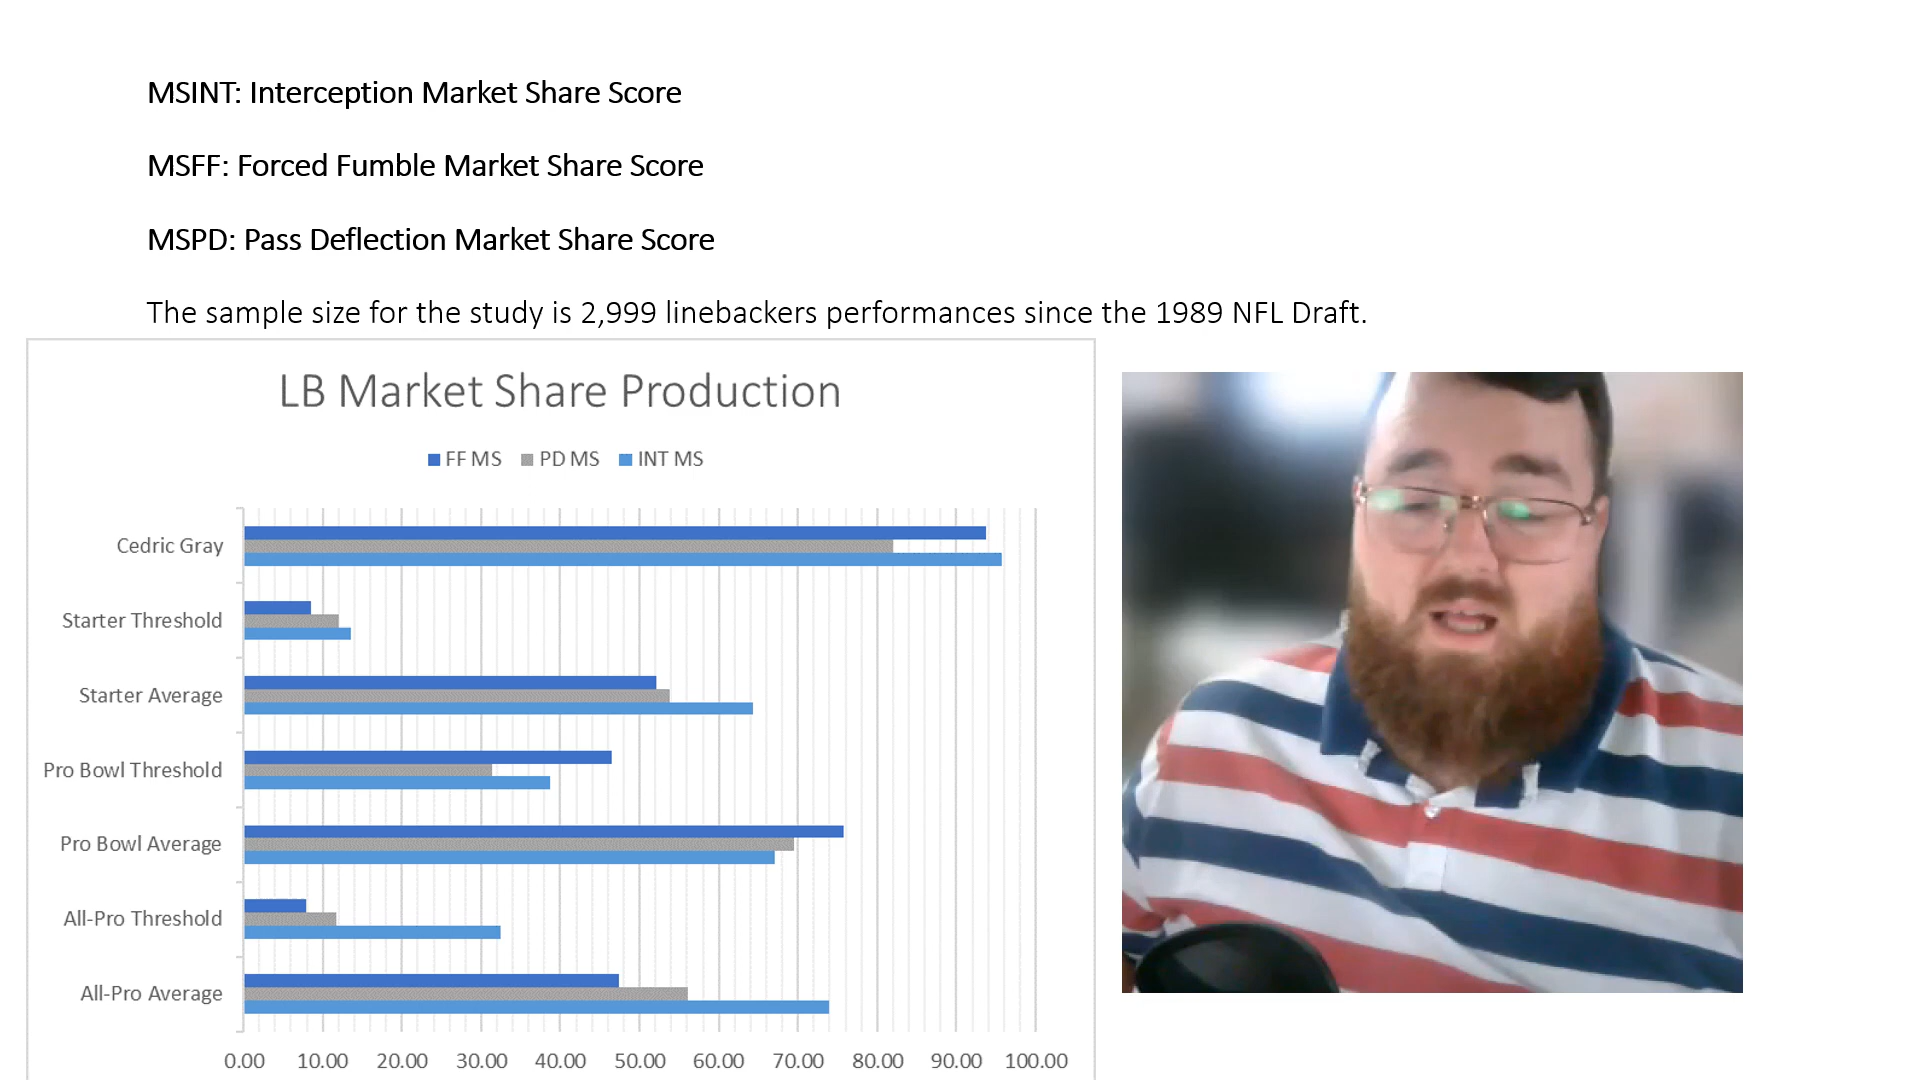 MSINT: Interception Market Share Score
MSFF: Forced Fumble Market Share Score
MSPD: Pass Deflection Market Share Score
The sample size for the study is 2,999 linebackers performances since the 1989 NFL Draft.
LB Market Share Production
FF MS PD MS INT MS
Cedric Gray
Starter Threshold
Starter Average
Pro Bowl Threshold
Pro Bowl Average
All-Pro Threshold
All-Pro Average
0.00 10.00 20.00 30.00 40.00 50.00 60.00 70.00 80.00 90.00 100.00